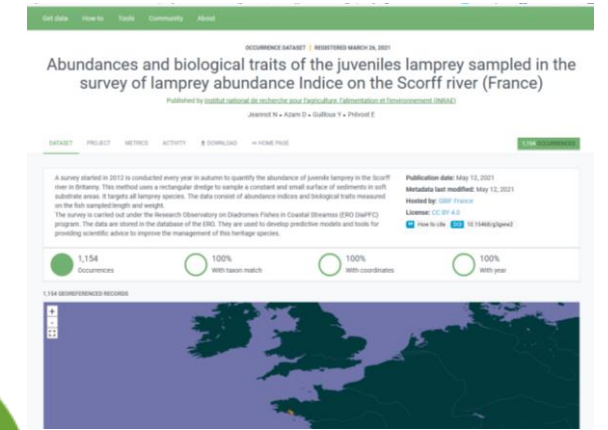 Get data How-to Tools Community About
OCCURRENCE DATASET | REGISTERED MARCH 26, 2021
Abundances and biological traits of the juveniles lamprey sampled in the
survey of lamprey abundance Indice on the Scorff river (France)
Published by Institut national de recherche pour l'agriculture, l'alimentation et l'environnement (INRAE)
Jeannot N • Azam D • Guilloux Y • Prévost E
DATASET PROJECT METRICS ACTIVITY DOWNLOAD HOME PAGE
1,154 OCCURRENCES
A survey started in 2012 is conducted every year in autumn to quantify the abundance of juvenile lamprey in the Scorff
river in Britanny. This method uses a rectangular dredge to sample a constant and small surface of sediments in soft
substrate areas. It targets all lamprey species. The data consist of abundance indices and biological traits measured
on the fish sampled length and weight.
The survey is carried out under the Research Observatory on Diadromes Fishes in Coastal Streamos (ERO DiaPFC)
program. The data are stored in the database of the ERO. They are used to develop predictive models and tools for
providing scientific advice to improve the management of this heritage species.
Publication date: May 12, 2021
Metadata last modified: May 12, 2021
Hosted by: GBIF France
License: CC BY 4.0
How to cite DOI
1,154
Occurrences
100%
With taxon match
100%
With coordinates
100%
With year
1,154 GEOREFERENCED RECORDS
+
-